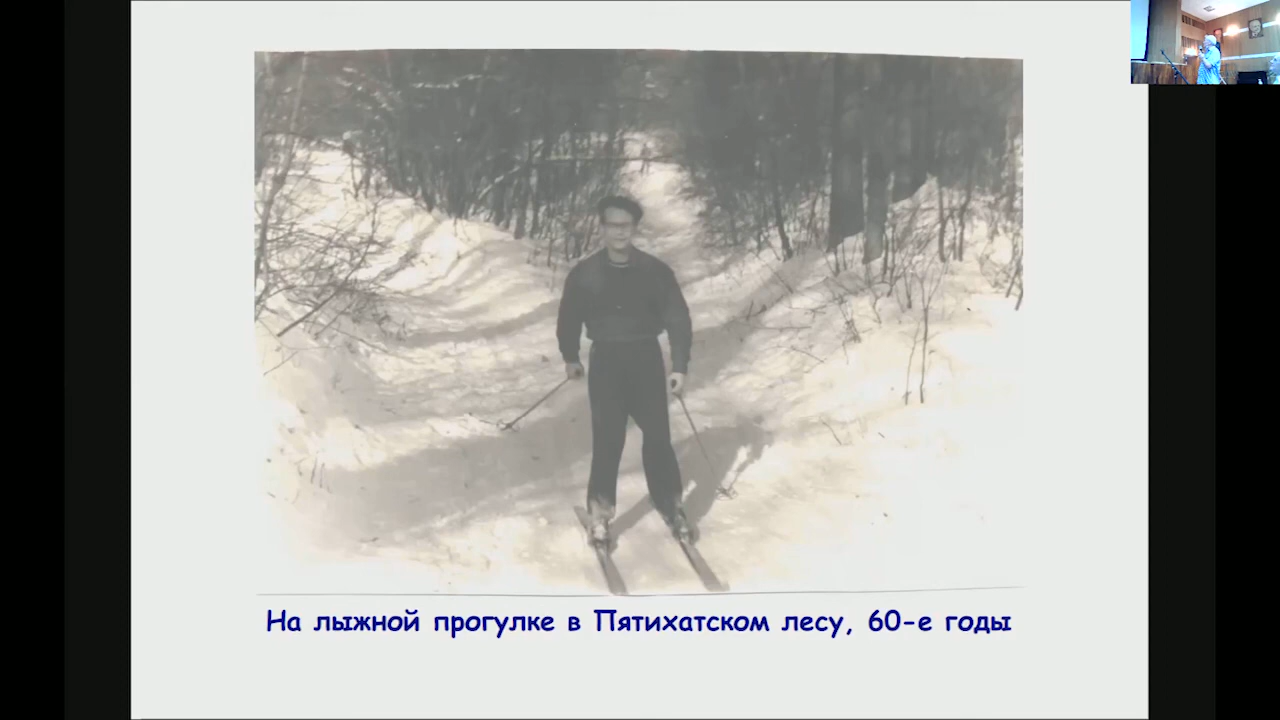 На лыжной прогулке в Пятихатском лесу, 60-е годы